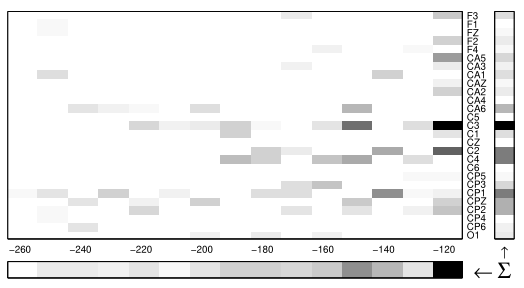 F3
F1
FZ
F2
F4
CA5
CA3
CA1
CAZ
CA2
CA4
CA6
C5
C3
C1
CZ
C2
C4
C6
CP5
CP3
CP1
CPZ
CP2
CP4
CP6
O1
−260 −240 −220 −200 −180 −160 −140 −120
↑
← Σ